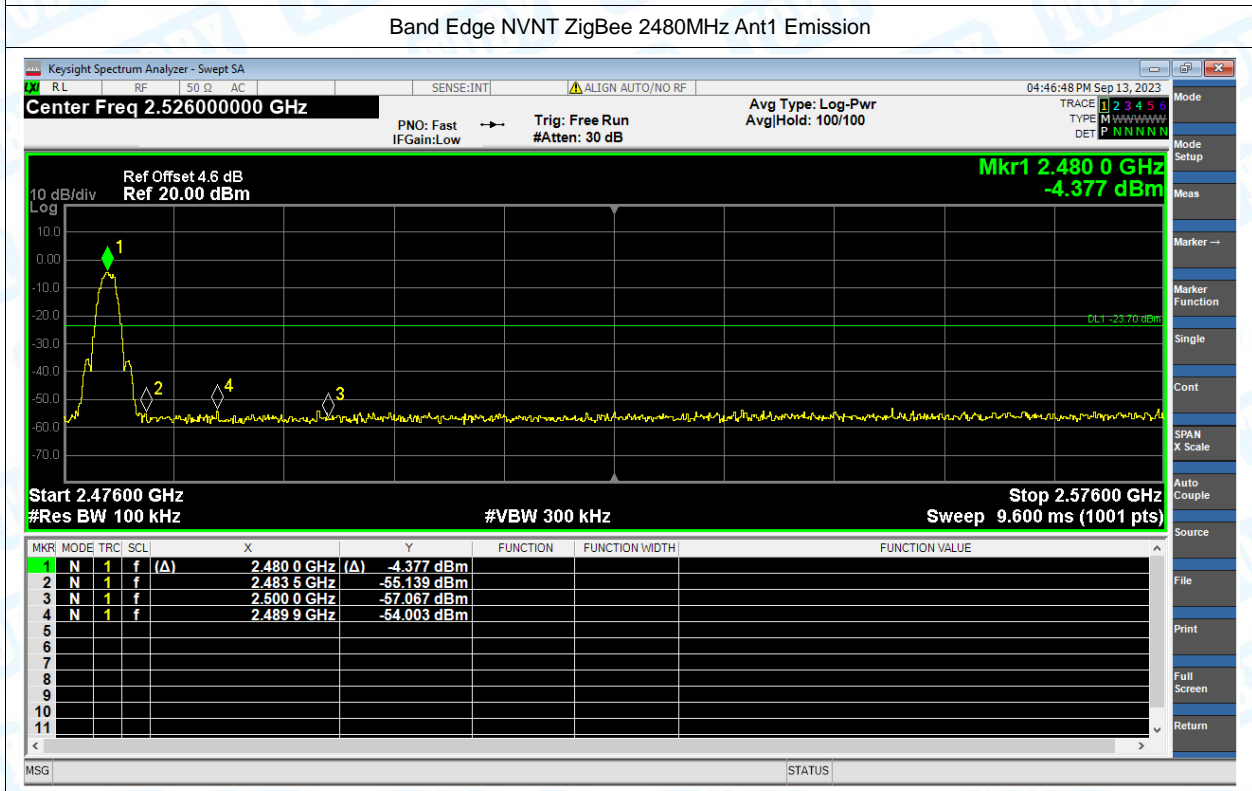 Band Edge NVNT ZigBee 2480MHz Ant1 Emission
Keysight Spectrum Analyzer - Swept SA
LXI RL RF 50 Ω AC SENSE:INT ALIGN AUTO/NO RF 04:46:48 PM Sep 13, 2023
Center Freq 2.526000000 GHz
PNO: Fast
IFGain:Low
Trig: Free Run
#Atten: 30 dB
Avg Type: Log-Pwr
Avg|Hold: 100/100
TRACE 1 2 3 4 5 6
TYPE M WWWWW
DET P N N N N N
Mkr1 2.480 0 GHz
-4.377 dBm
Ref Offset 4.6 dB
10 dB/div Ref 20.00 dBm
Log
10.0
0.00
-10.0
-20.0
-30.0
-40.0
-50.0
-60.0
-70.0
1
2
4
3
DL1 -23.70 dBm
Start 2.47600 GHz Stop 2.57600 GHz
#Res BW 100 kHz #VBW 300 kHz Sweep 9.600 ms (1001 pts)
MKR MODE TRC SCL X Y FUNCTION FUNCTION WIDTH FUNCTION VALUE
1 N 1 f (Δ) 2.480 0 GHz (Δ) -4.377 dBm
2 N 1 f 2.483 5 GHz -55.139 dBm
3 N 1 f 2.500 0 GHz -57.067 dBm
4 N 1 f 2.489 9 GHz -54.003 dBm
5
6
7
8
9
10
11
MSG STATUS
Mode
Mode Setup
Meas
Marker →
Marker Function
Single
Cont
SPAN X Scale
Auto Couple
Source
File
Print
Full Screen
Return